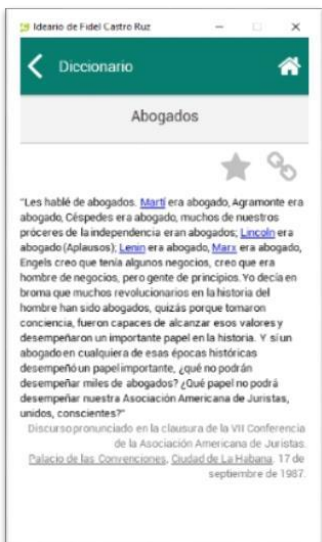 Ideario de Fidel Castro Ruz
Diccionario
Abogados
"Les hablé de abogados. Martí era abogado, Agramonte era
abogado, Céspedes era abogado, muchos de nuestros
próceres de la independencia eran abogados; Lincoln era
abogado (Aplausos); Lenin era abogado, Marx era abogado,
Engels creo que tenía algunos negocios, creo que era
hombre de negocios, pero gente de principios. Yo decía en
broma que muchos revolucionarios en la historia del
hombre han sido abogados, quizás porque tomaron
conciencia, fueron capaces de alcanzar esos valores y
desempeñaron un importante papel en la historia. Y si un
abogado en cualquiera de esas épocas históricas
desempeñó un papel importante, ¿qué no podrán
desempeñar miles de abogados? ¿Qué papel no podrá
desempeñar nuestra Asociación Americana de Juristas,
unidos, conscientes?"
Discurso pronunciado en la clausura de la VII Conferencia
de la Asociación Americana de Juristas.
Palacio de las Convenciones, Ciudad de La Habana, 17 de
septiembre de 1987.